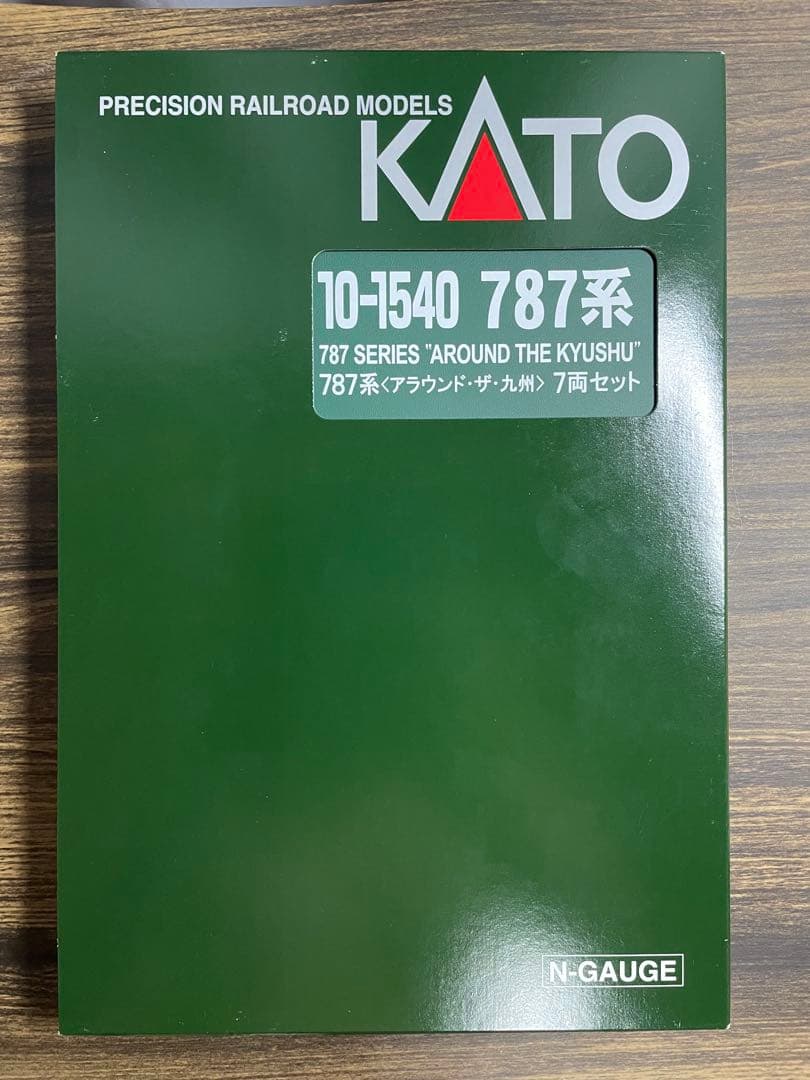 PRECISION RAILROAD MODELS
KATO
10-1540 787系
787 SERIES "AROUND THE KYUSHU"
787系〈アラウンド・ザ・九州〉 7両セット
N-GAUGE